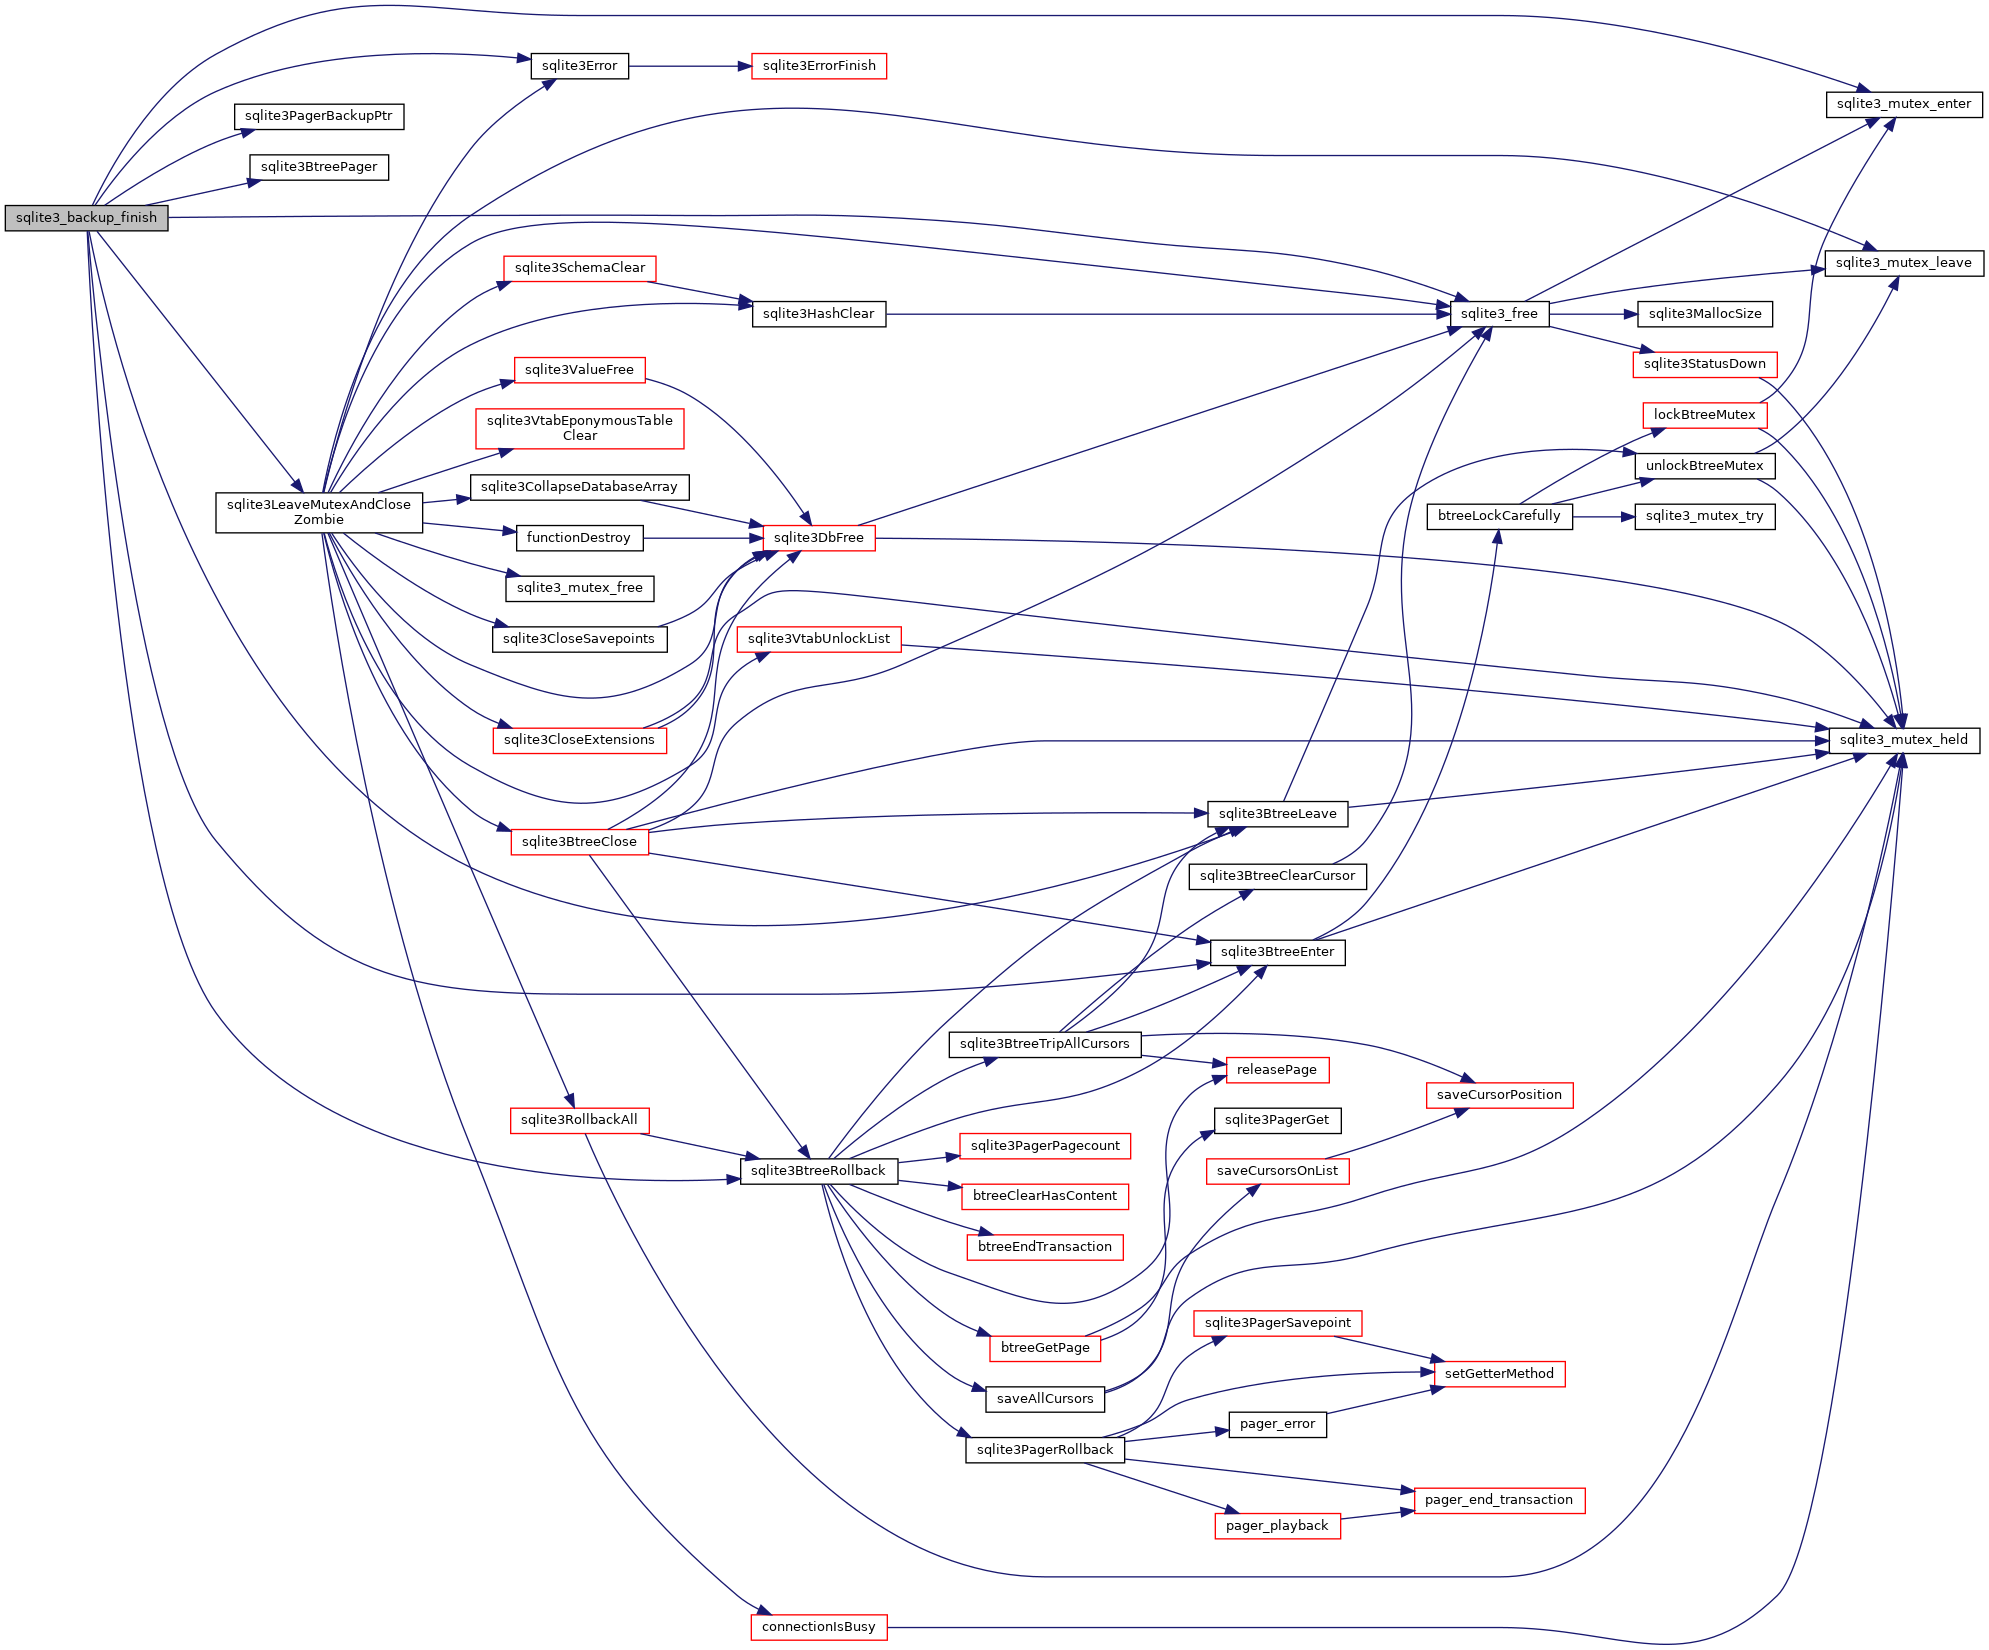 sqlite3Error
sqlite3ErrorFinish
sqlite3_mutex_enter
sqlite3PagerBackupPtr
sqlite3BtreePager
sqlite3_backup_finish
sqlite3_mutex_leave
sqlite3SchemaClear
sqlite3HashClear
sqlite3_free
sqlite3MallocSize
sqlite3StatusDown
sqlite3ValueFree
lockBtreeMutex
sqlite3VtabEponymousTable
Clear
unlockBtreeMutex
sqlite3CollapseDatabaseArray
sqlite3LeaveMutexAndClose
Zombie
btreeLockCarefully
sqlite3_mutex_try
functionDestroy
sqlite3DbFree
sqlite3_mutex_free
sqlite3CloseSavepoints
sqlite3VtabUnlockList
sqlite3CloseExtensions
sqlite3_mutex_held
sqlite3BtreeLeave
sqlite3BtreeClose
sqlite3BtreeClearCursor
sqlite3BtreeEnter
sqlite3BtreeTripAllCursors
releasePage
saveCursorPosition
sqlite3RollbackAll
sqlite3PagerGet
sqlite3PagerPagecount
sqlite3BtreeRollback
saveCursorsOnList
btreeClearHasContent
btreeEndTransaction
sqlite3PagerSavepoint
btreeGetPage
setGetterMethod
saveAllCursors
pager_error
sqlite3PagerRollback
pager_end_transaction
pager_playback
connectionIsBusy